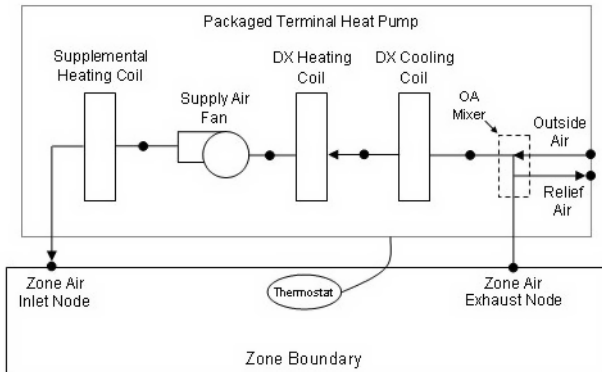 Packaged Terminal Heat Pump
Supplemental
Heating Coil
Supply Air
Fan
DX Heating
Coil
DX Cooling
Coil
OA
Mixer
Outside
Air
Relief
Air
Zone Air
Inlet Node
Thermostat
Zone Air
Exhaust Node
Zone Boundary